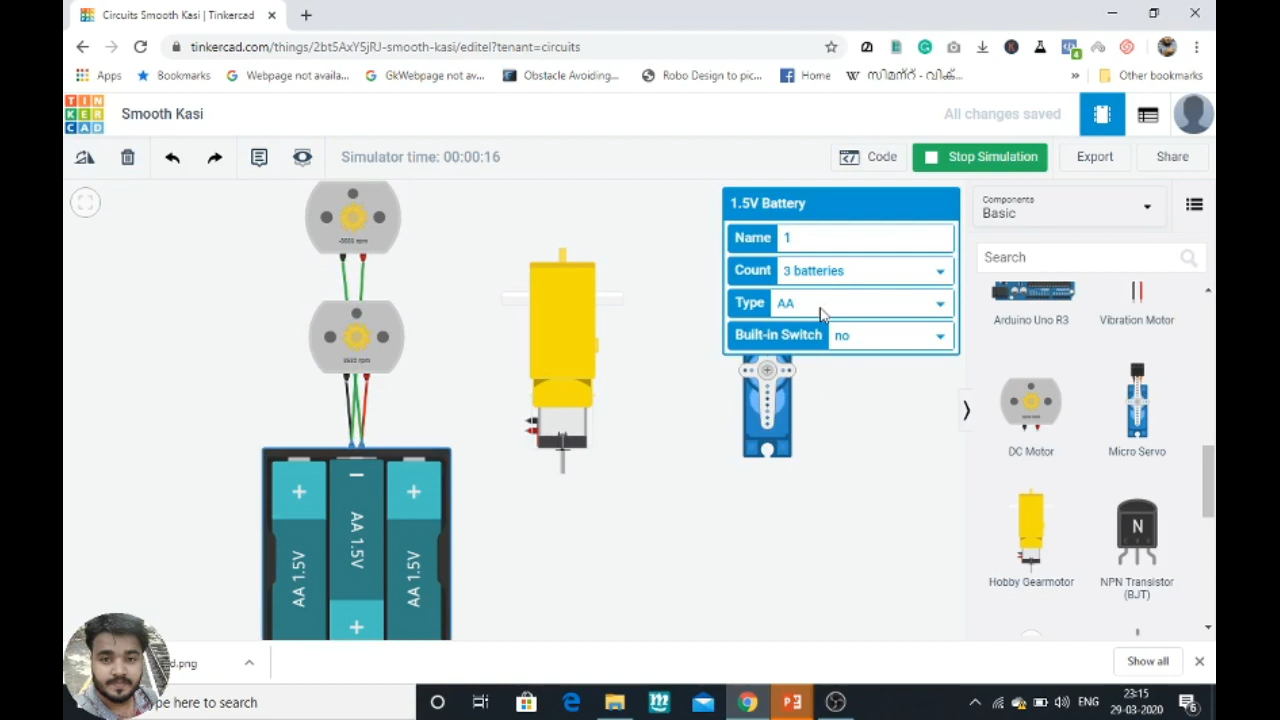 Circuits Smooth Kasi | Tinkercad
tinkercad.com/things/2bt5AxY5jRJ-smooth-kasi/editel?tenant=circuits
Apps
Bookmarks
Webpage not availa...
GkWebpage not av...
Obstacle Avoiding...
Robo Design to pic...
Home
സിമന്റ് - വിക്...
Other bookmarks
TIN
KER
CAD
Smooth Kasi
All changes saved
Simulator time: 00:00:16
Code
Stop Simulation
Export
Share
1.5V Battery
Name 1
Count 3 batteries
Type AA
Built-in Switch no
Components
Basic
Search
Arduino Uno R3
Vibration Motor
DC Motor
Micro Servo
Hobby Gearmotor
N
NPN Transistor
(BJT)
AA 1.5V
AA 1.5V
AA 1.5V
d.png
Show all
pe here to search
ENG
23:15
29-03-2020